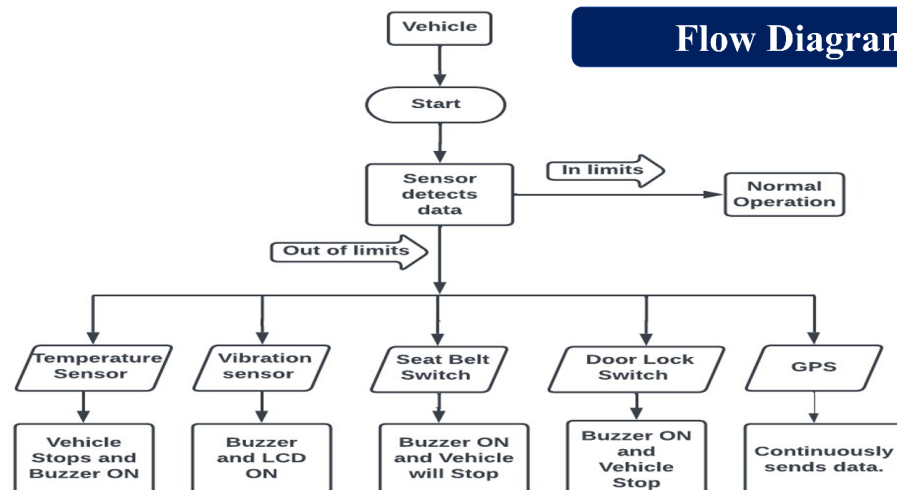 Vehicle
Flow Diagran
Start
Sensor
detects
data
In limits
Normal
Operation
Out of limits
Temperature
Sensor
Vibration
sensor
Seat Belt
Switch
Door Lock
Switch
GPS
Vehicle
Stops and
Buzzer ON
Buzzer
and LCD
ON
Buzzer ON
and Vehicle
will Stop
Buzzer ON
and
Vehicle
Stop
Continuously
sends data.